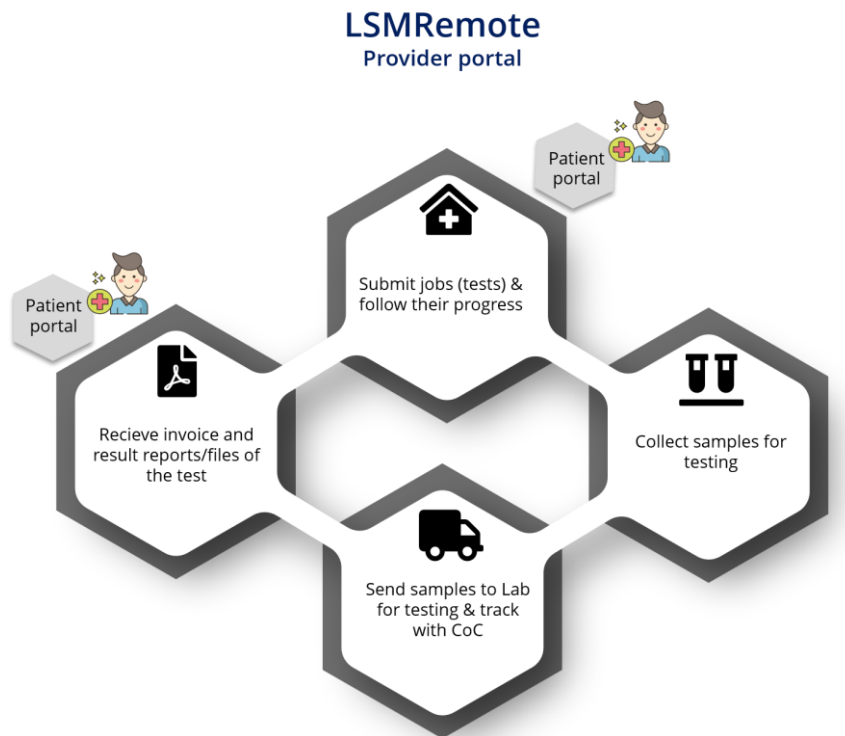 LSMRemote
Provider portal
Patient
portal
Submit jobs (tests) &
follow their progress
Patient
portal
Recieve invoice and
result reports/files of
the test
Collect samples for
testing
Send samples to Lab
for testing & track
with CoC